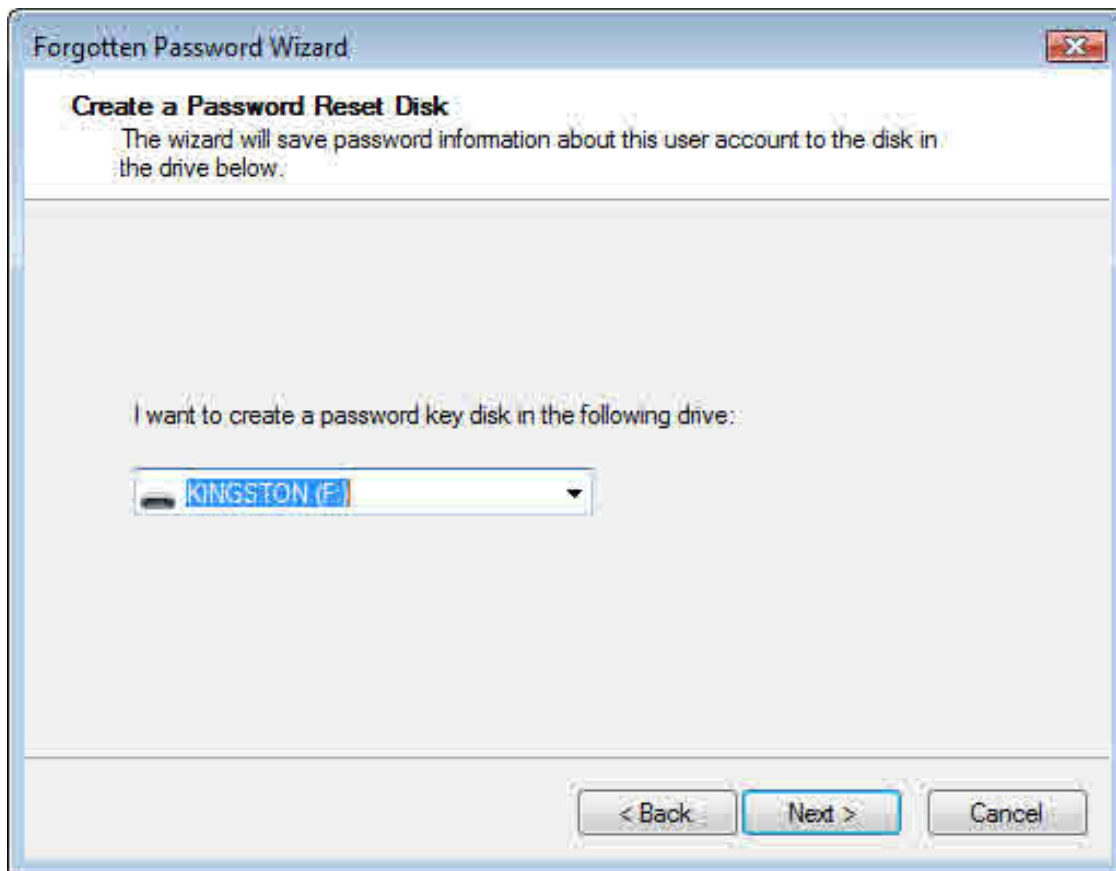 Forgotten Password Wizard
Create a Password Reset Disk
The wizard will save password information about this user account to the disk in
the drive below.
I want to create a password key disk in the following drive:
KINGSTON (F:)
< Back
Next >
Cancel